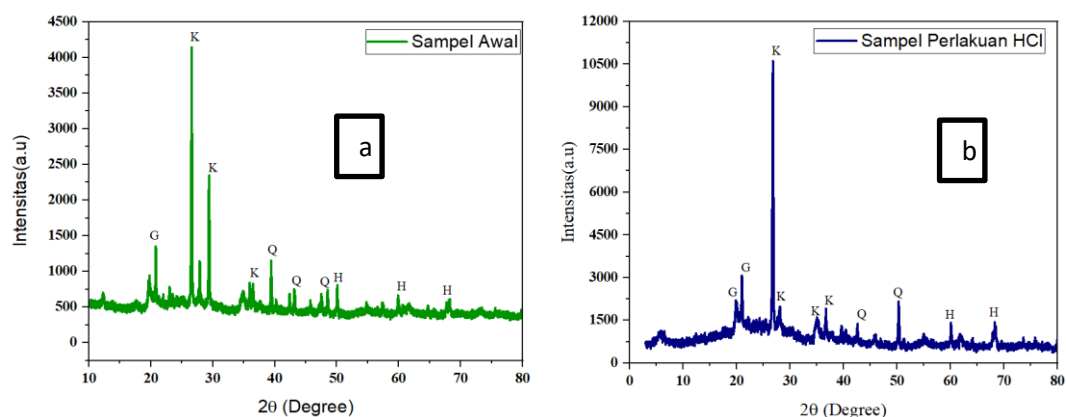 4500
4000
3500
3000
2500
2000
1500
1000
500
0
Intensitas(a.u)
Sampel Awal
a
G
K
K
K
Q
Q
Q
H
H
H
10 20 30 40 50 60 70 80
2θ (Degree)
12000
10500
9000
7500
6000
4500
3000
1500
0
Intensitas(a.u)
Sampel Perlakuan HCl
b
G
G
K
K
K
K
Q
Q
H
H
0 10 20 30 40 50 60 70 80
2θ (Degree)